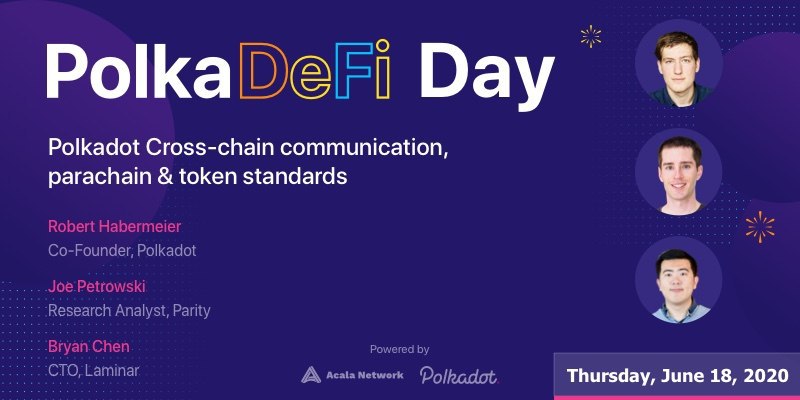 PolkaDeFi Day
Polkadot Cross-chain communication,
parachain & token standards
Robert Habermeier
Co-Founder, Polkadot
Joe Petrowski
Research Analyst, Parity
Bryan Chen
CTO, Laminar
Powered by
Acala Network Polkadot.
Thursday, June 18, 2020